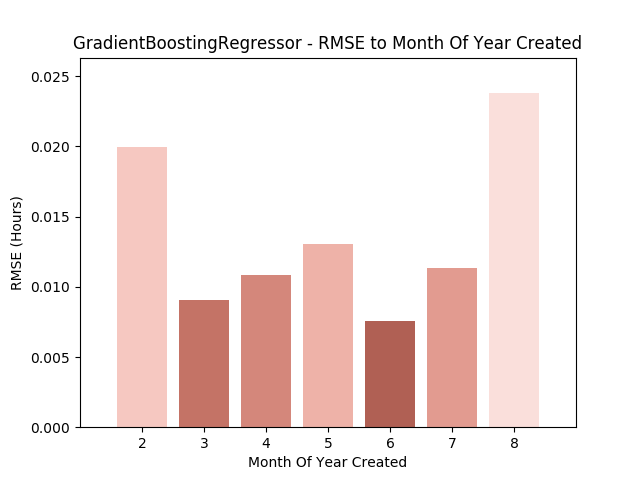 GradientBoostingRegressor - RMSE to Month Of Year Created
0.025
0.020
0.015
0.010
0.005
0.000
RMSE (Hours)
2 3 4 5 6 7 8
Month Of Year Created